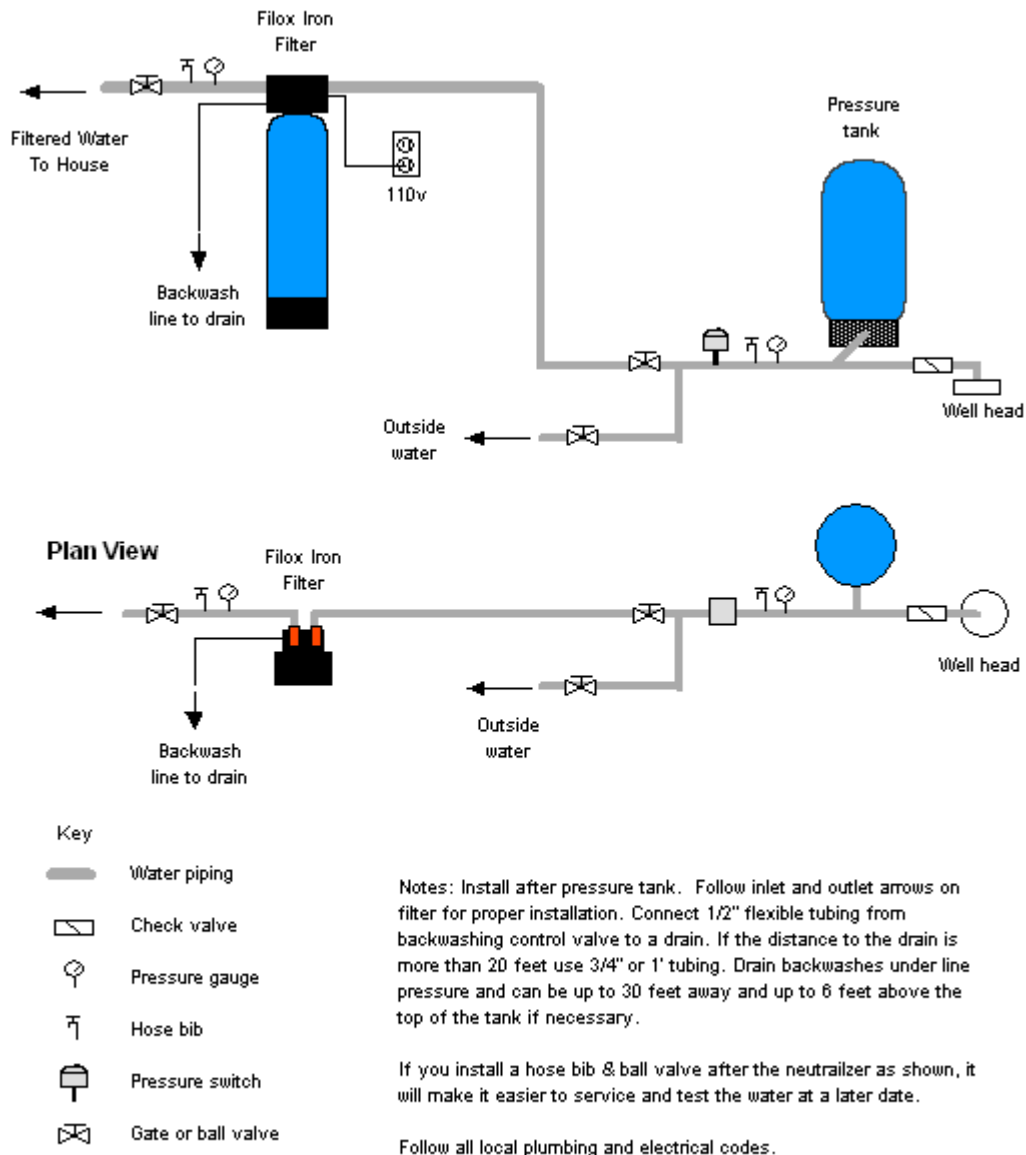 Filox Iron
Filter
Filtered Water
To House
110v
Backwash
line to drain
Pressure
tank
Well head
Outside
water
Plan View
Filox Iron
Filter
Well head
Outside
water
Backwash
line to drain
Key
Water piping
Check valve
Pressure gauge
Hose bib
Pressure switch
Gate or ball valve
Notes: Install after pressure tank. Follow inlet and outlet arrows on
filter for proper installation. Connect 1/2" flexible tubing from
backwashing control valve to a drain. If the distance to the drain is
more than 20 feet use 3/4" or 1' tubing. Drain backwashes under line
pressure and can be up to 30 feet away and up to 6 feet above the
top of the tank if necessary.
If you install a hose bib & ball valve after the neutrailzer as shown, it
will make it easier to service and test the water at a later date.
Follow all local plumbing and electrical codes.